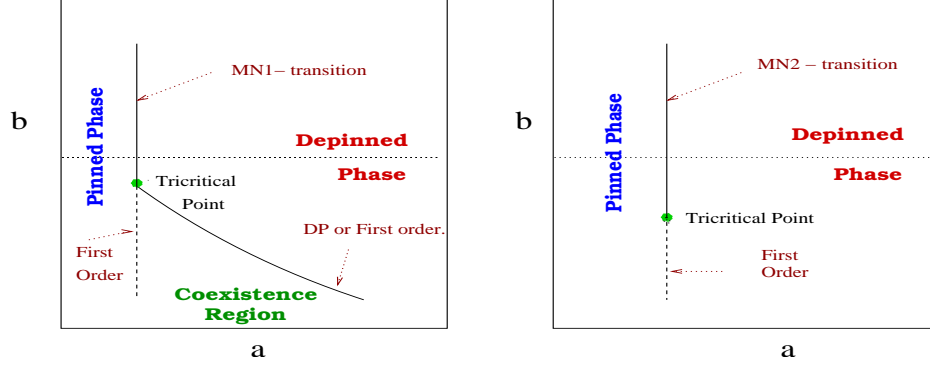 MN1– transition
b
Pinned Phase
Depinned
Phase
Tricritical
Point
DP or First order.
First
Order
Coexistence
Region
a
MN2 – transition
b
Pinned Phase
Depinned
Phase
Tricritical Point
First
Order
a